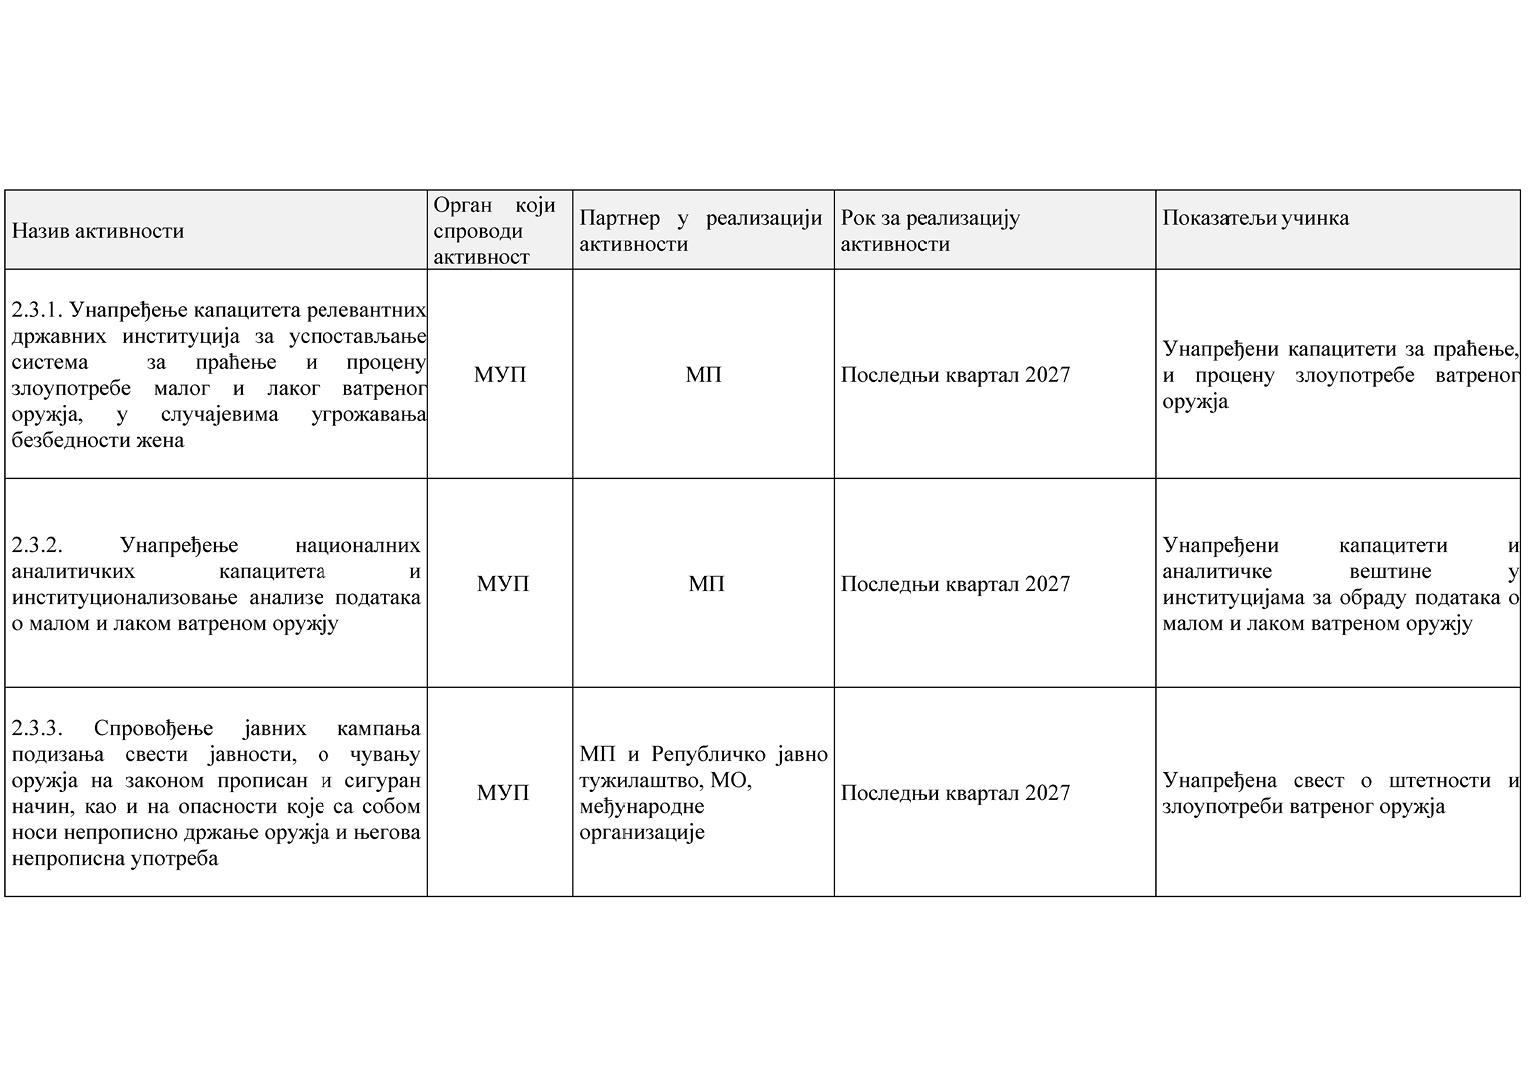 Назив активности
Орган који
спроводи
активност
Партнер у реализацији
активности
Рок за реализацију
активности
Показатељи учинка
2.3.1. Унапређење капацитета релевантних
државних институција за успостављање
система за праћење и процену
злоупотребе малог и лаког ватреног
оружја, у случајевима угрожавања
безбедности жена
МУП
МП
Последњи квартал 2027
Унапређени капацитети за праћење,
и процену злоупотребе ватреног
оружја
2.3.2. Унапређење националних
аналитичких капацитета и
институционализовање анализе података
о малом и лаком ватреном оружју
МУП
МП
Последњи квартал 2027
Унапређени капацитети и
аналитичке вештине у
институцијама за обраду података о
малом и лаком ватреном оружју
2.3.3. Спровођење јавних кампања
подизања свести јавности, о чувању
оружја на законом прописан и сигуран
начин, као и на опасности које са собом
носи непрописно држање оружја и његова
непрописна употреба
МУП
МП и Републичко јавно
тужилаштво, МО,
међународне
организације
Последњи квартал 2027
Унапређена свест о штетности и
злоупотреби ватреног оружја